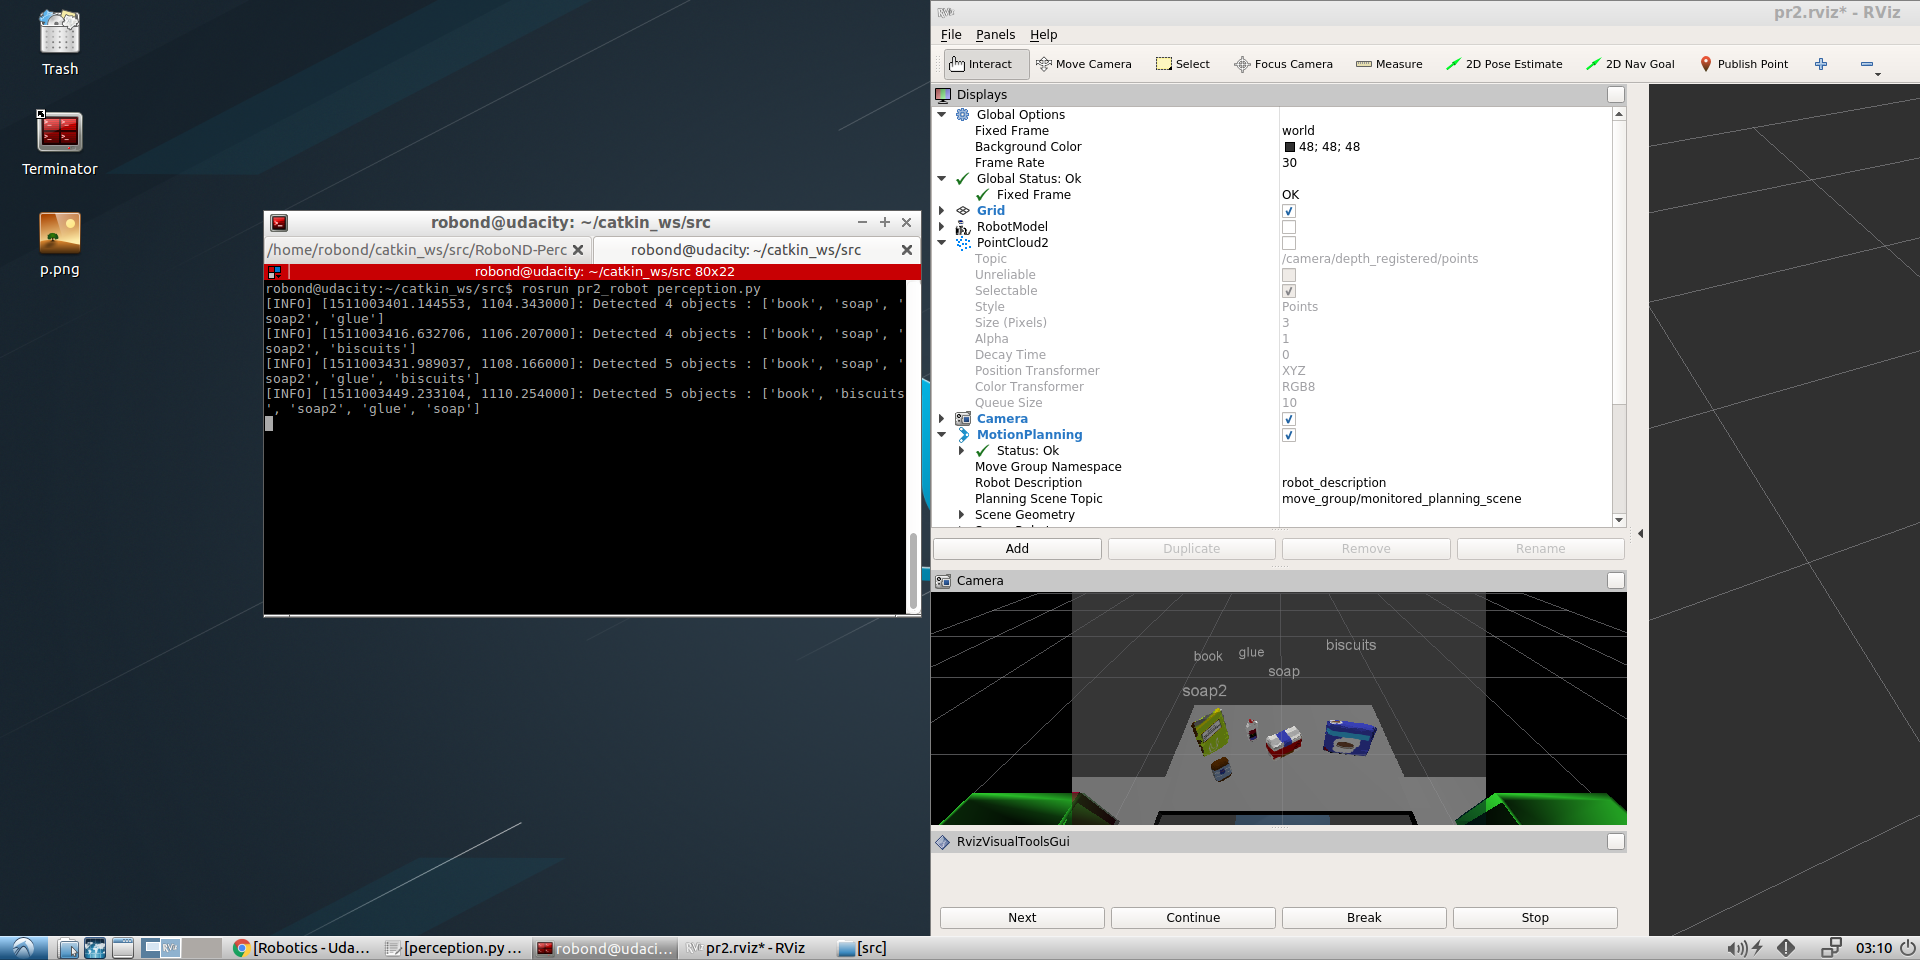 Trash
Terminator
p.png
robond@udacity: ~/catkin_ws/src
/home/robond/catkin_ws/src/RoboND-Perc
robond@udacity: ~/catkin_ws/src
robond@udacity: ~/catkin_ws/src 80x22
robond@udacity:~/catkin_ws/src$ rosrun pr2_robot perception.py
[INFO] [1511003401.144553, 1104.343000]: Detected 4 objects : ['book', 'soap', '
soap2', 'glue']
[INFO] [1511003416.632706, 1106.207000]: Detected 4 objects : ['book', 'soap', '
soap2', 'biscuits']
[INFO] [1511003431.989037, 1108.166000]: Detected 5 objects : ['book', 'soap', '
soap2', 'glue', 'biscuits']
[INFO] [1511003449.233104, 1110.254000]: Detected 5 objects : ['book', 'biscuits
', 'soap2', 'glue', 'soap']
pr2.rviz* - RViz
File Panels Help
Interact Move Camera Select Focus Camera Measure 2D Pose Estimate 2D Nav Goal Publish Point
Displays
Global Options
Fixed Frame world
Background Color 48; 48; 48
Frame Rate 30
Global Status: Ok
Fixed Frame OK
Grid
RobotModel
PointCloud2
Topic /camera/depth_registered/points
Unreliable
Selectable
Style Points
Size (Pixels) 3
Alpha 1
Decay Time 0
Position Transformer XYZ
Color Transformer RGB8
Queue Size 10
Camera
MotionPlanning
Status: Ok
Move Group Namespace
Robot Description robot_description
Planning Scene Topic move_group/monitored_planning_scene
Scene Geometry
Add Duplicate Remove Rename
Camera
biscuits
book glue
soap
soap2
RvizVisualToolsGui
Next Continue Break Stop
[Robotics - Uda... [perception.py ... robond@udaci... pr2.rviz* - RViz [src] 03:10